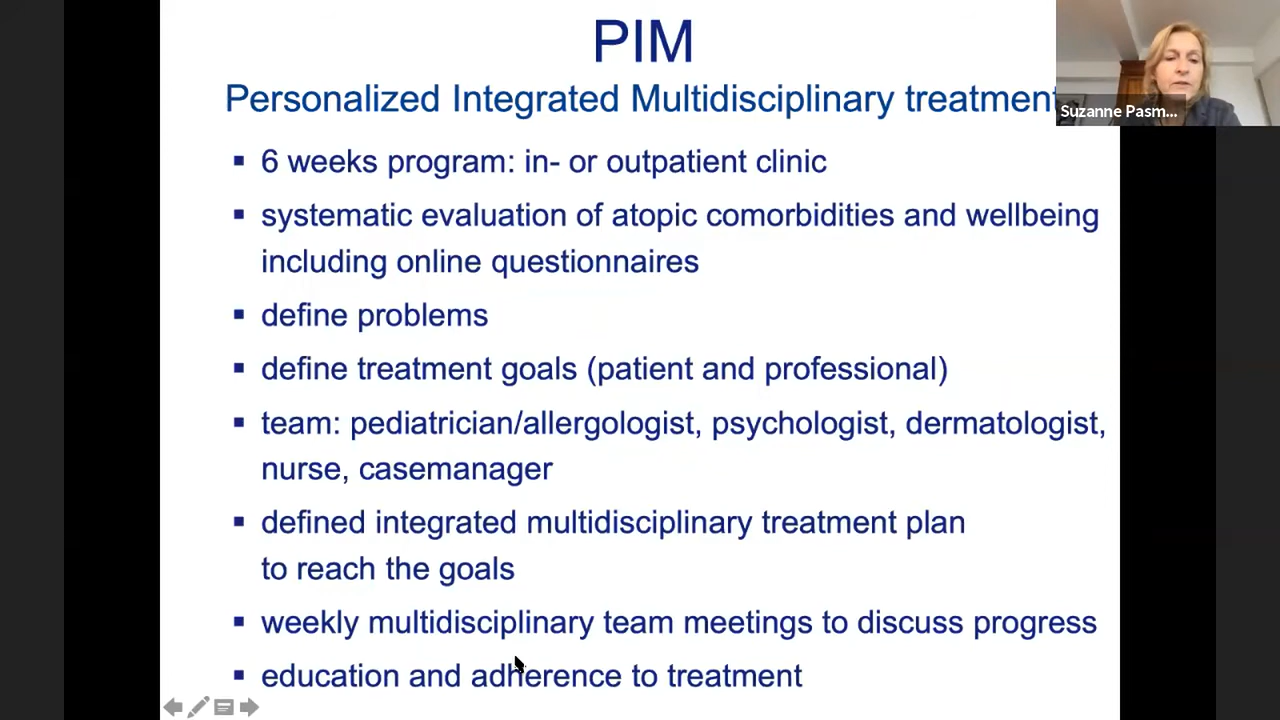 PIM
Personalized Integrated Multidisciplinary treatment
Suzanne Pasm...
▪ 6 weeks program: in- or outpatient clinic
▪ systematic evaluation of atopic comorbidities and wellbeing
including online questionnaires
▪ define problems
▪ define treatment goals (patient and professional)
▪ team: pediatrician/allergologist, psychologist, dermatologist,
nurse, casemanager
▪ defined integrated multidisciplinary treatment plan
to reach the goals
▪ weekly multidisciplinary team meetings to discuss progress
▪ education and adherence to treatment